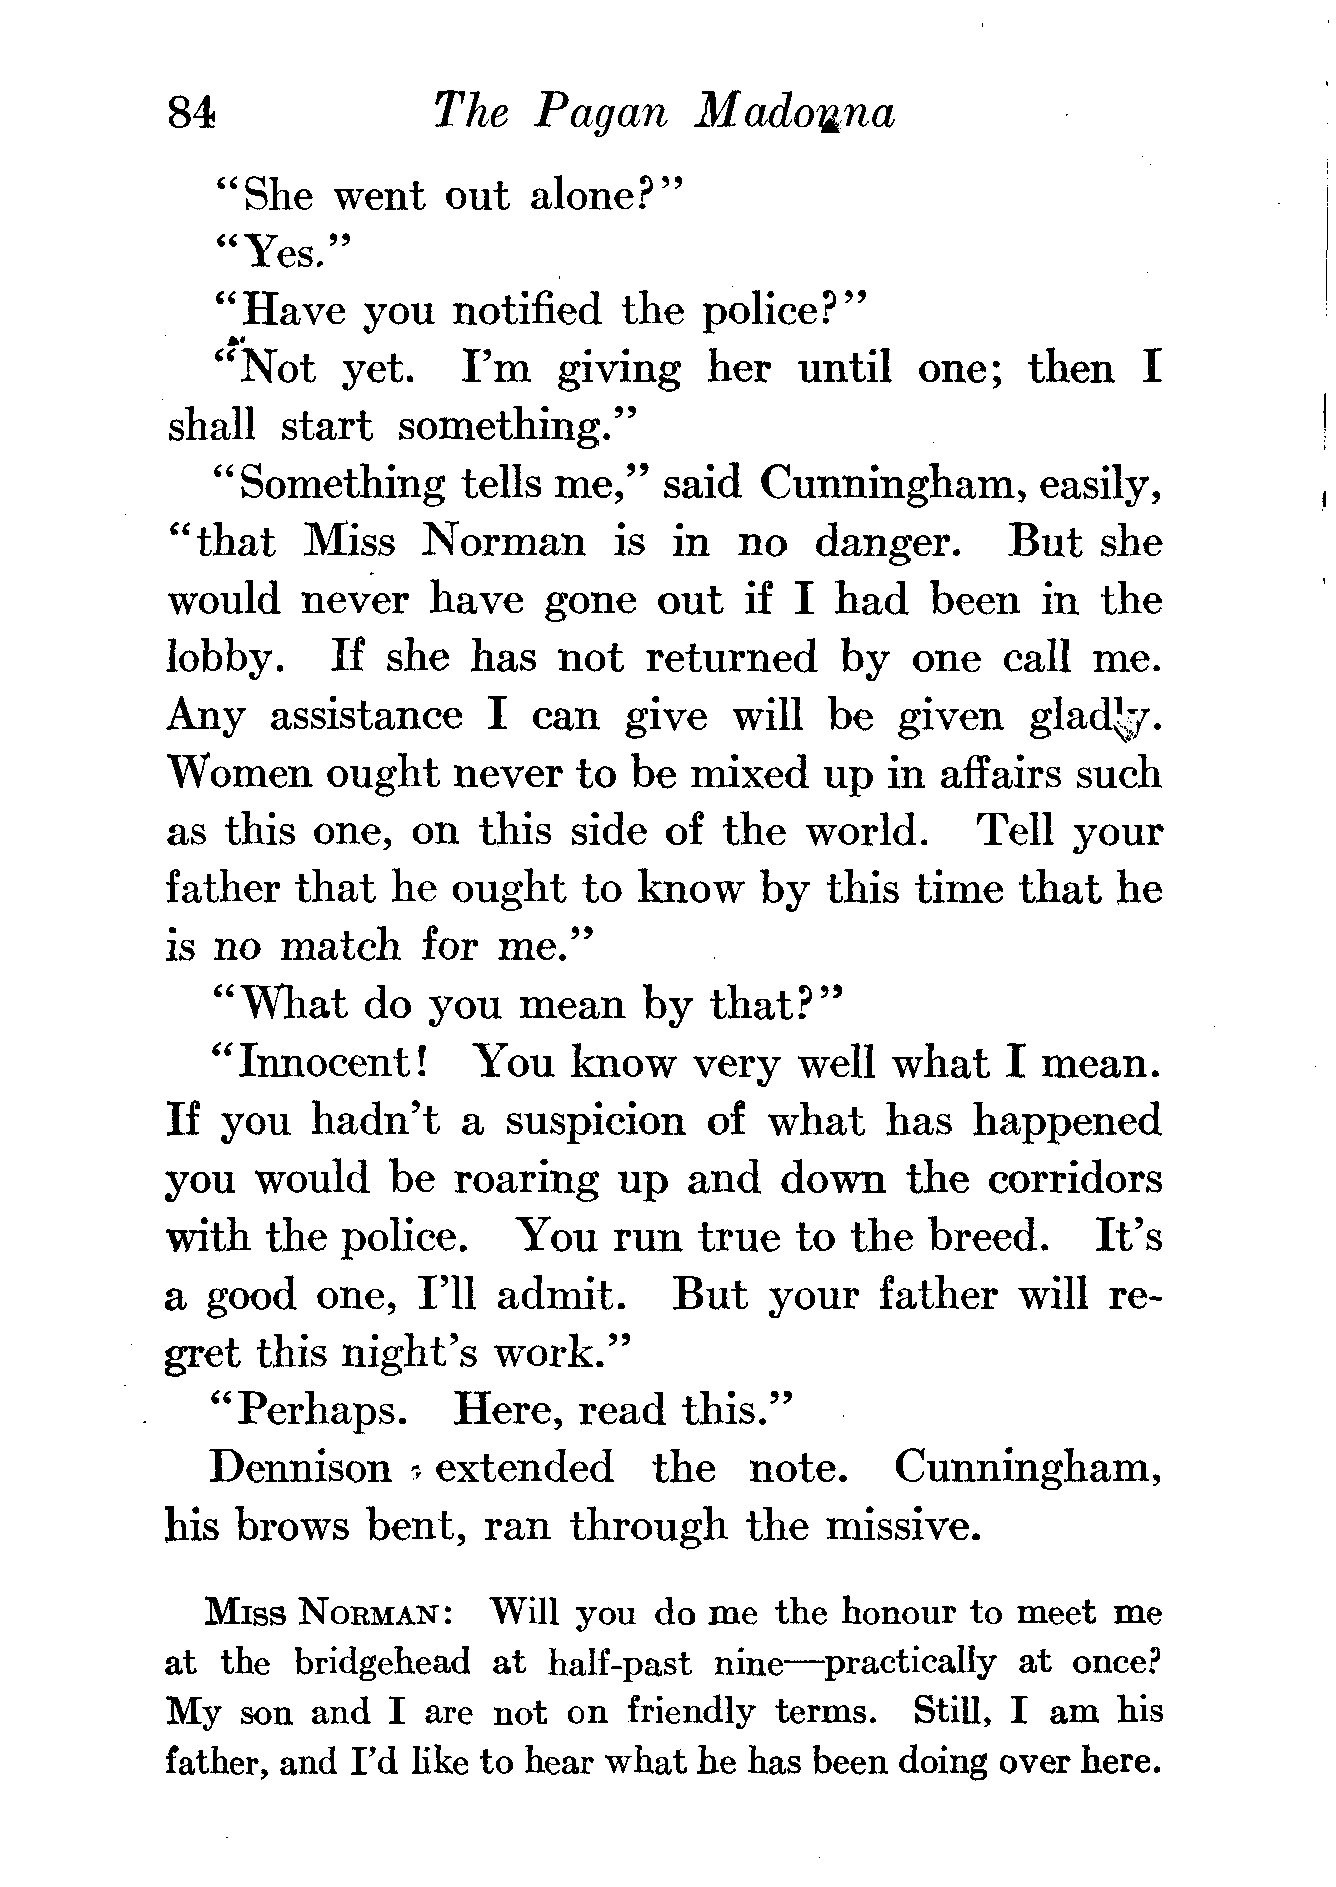 84 The Pagan Madonna
“She went out alone?”
“Yes.”
“Have you notified the police?”
“Not yet. I’m giving her until one; then I
shall start something.”
“Something tells me,” said Cunningham, easily,
“that Miss Norman is in no danger. But she
would never have gone out if I had been in the
lobby. If she has not returned by one call me.
Any assistance I can give will be given gladly.
Women ought never to be mixed up in affairs such
as this one, on this side of the world. Tell your
father that he ought to know by this time that he
is no match for me.”
“What do you mean by that?”
“Innocent! You know very well what I mean.
If you hadn’t a suspicion of what has happened
you would be roaring up and down the corridors
with the police. You run true to the breed. It’s
a good one, I’ll admit. But your father will re-
gret this night’s work.”
“Perhaps. Here, read this.”
Dennison extended the note. Cunningham,
his brows bent, ran through the missive.
MISS NORMAN: Will you do me the honour to meet me
at the bridgehead at half-past nine—practically at once?
My son and I are not on friendly terms. Still, I am his
father, and I’d like to hear what he has been doing over here.